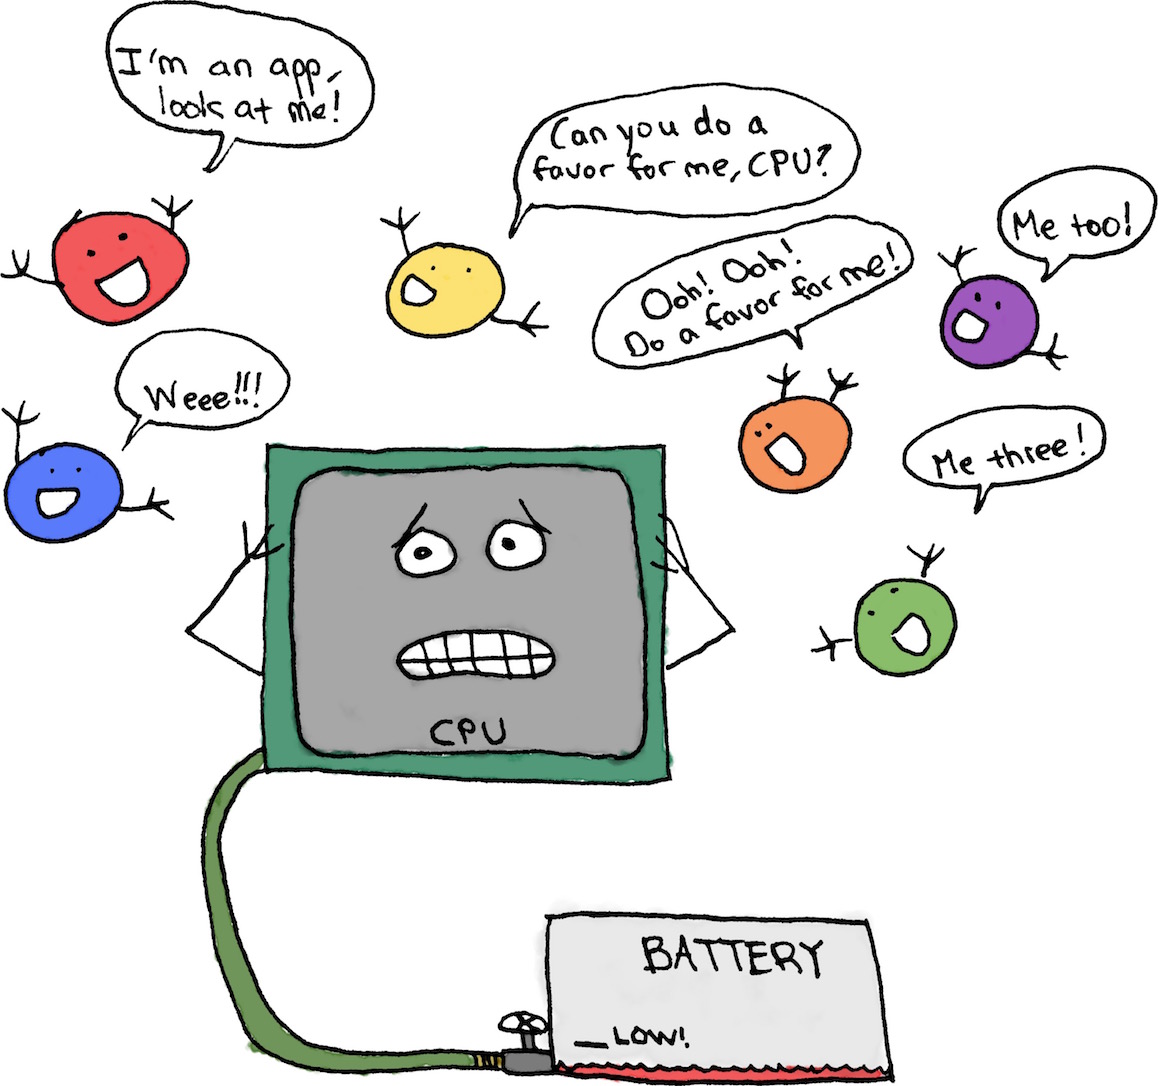 I'm an app,
look at me!
Can you do a
favor for me, CPU?
Me too!
Ooh! Ooh!
Do a favor for me!
Weee!!!
Me three!
CPU
BATTERY
LOW!